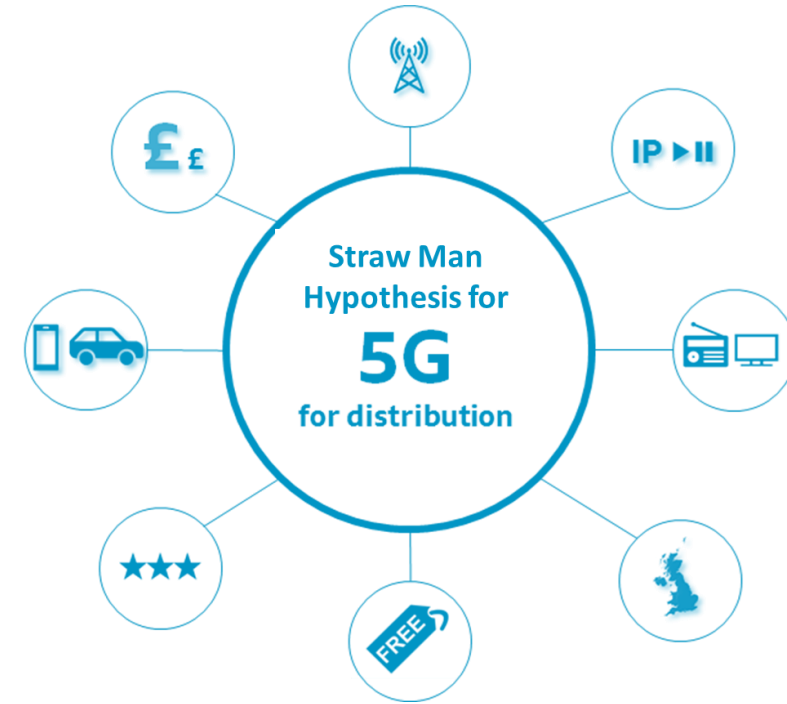 ££
IP
Straw Man
Hypothesis for
5G
for distribution
FREE